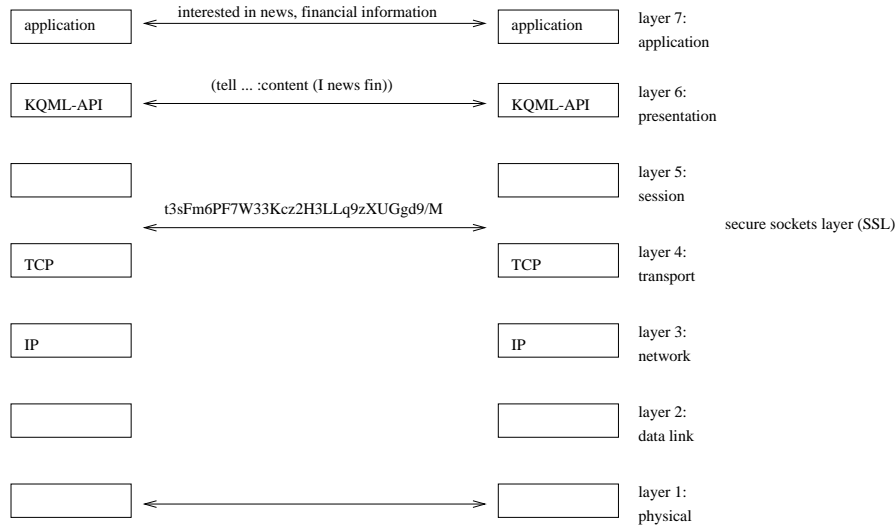 application
interested in news, financial information
application
layer 7:
application
KQML-API
(tell ... :content (I news fin))
KQML-API
layer 6:
presentation
layer 5:
session
t3sFm6PF7W33Kcz2H3LLq9zXUGgd9/M
secure sockets layer (SSL)
TCP
TCP
layer 4:
transport
IP
IP
layer 3:
network
layer 2:
data link
layer 1:
physical